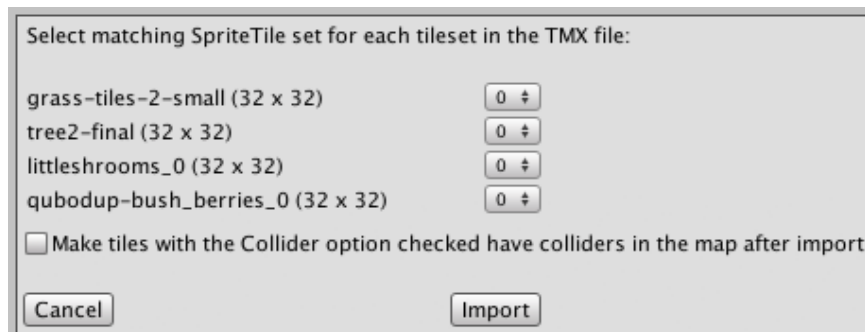 Select matching SpriteTile set for each tileset in the TMX file:
grass-tiles-2-small (32 x 32) 0
tree2-final (32 x 32) 0
littleshrooms_0 (32 x 32) 0
qubodup-bush_berries_0 (32 x 32) 0
Make tiles with the Collider option checked have colliders in the map after import
Cancel Import